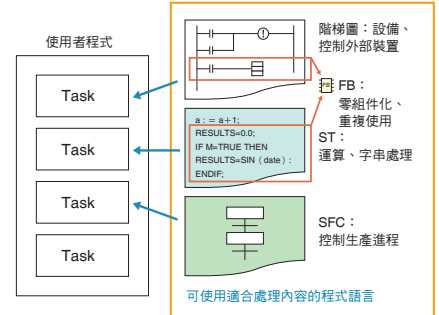 使用者程式
Task
Task
Task
Task
階梯圖：設備、
控制外部裝置
FB
FB：
零組件化、
重複使用
a：= a+1;
RESULTS=0.0;
IF M=TRUE THEN
RESULTS=SIN（date）:
ENDIF;
ST：
運算、字串處理
SFC：
控制生產進程
可使用適合處理內容的程式語言